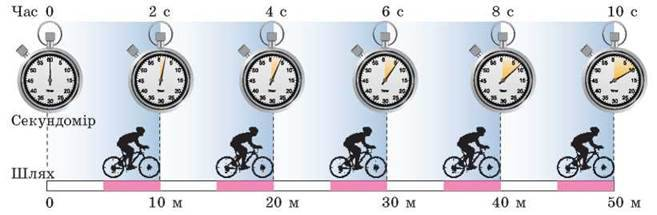 Час 0 2 с 4 с 6 с 8 с 10 с
Секундомір
Шлях
0 10 м 20 м 30 м 40 м 50 м